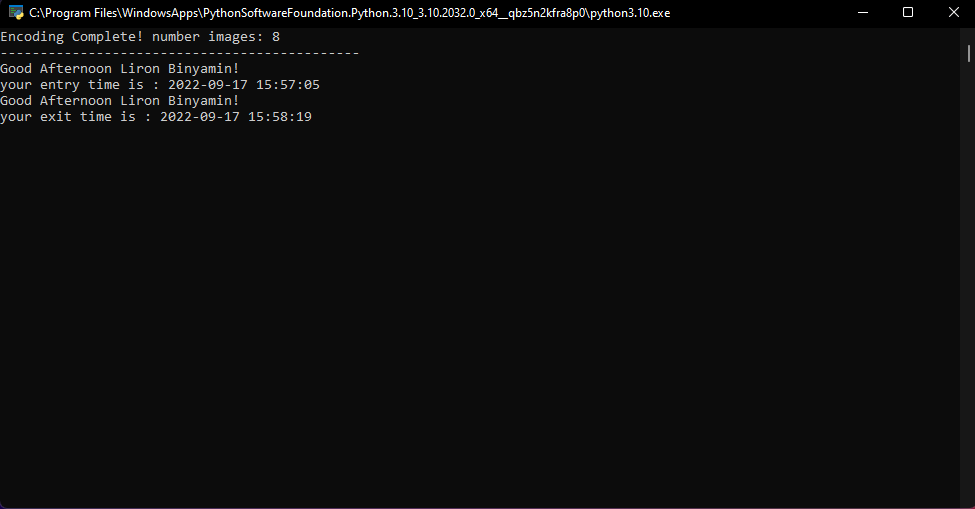 C:\Program Files\WindowsApps\PythonSoftwareFoundation.Python.3.10_3.10.2032.0_x64__qbz5n2kfra8p0\python3.10.exe
Encoding Complete! number images: 8
---------------------------------------------
Good Afternoon Liron Binyamin!
your entry time is : 2022-09-17 15:57:05
Good Afternoon Liron Binyamin!
your exit time is : 2022-09-17 15:58:19